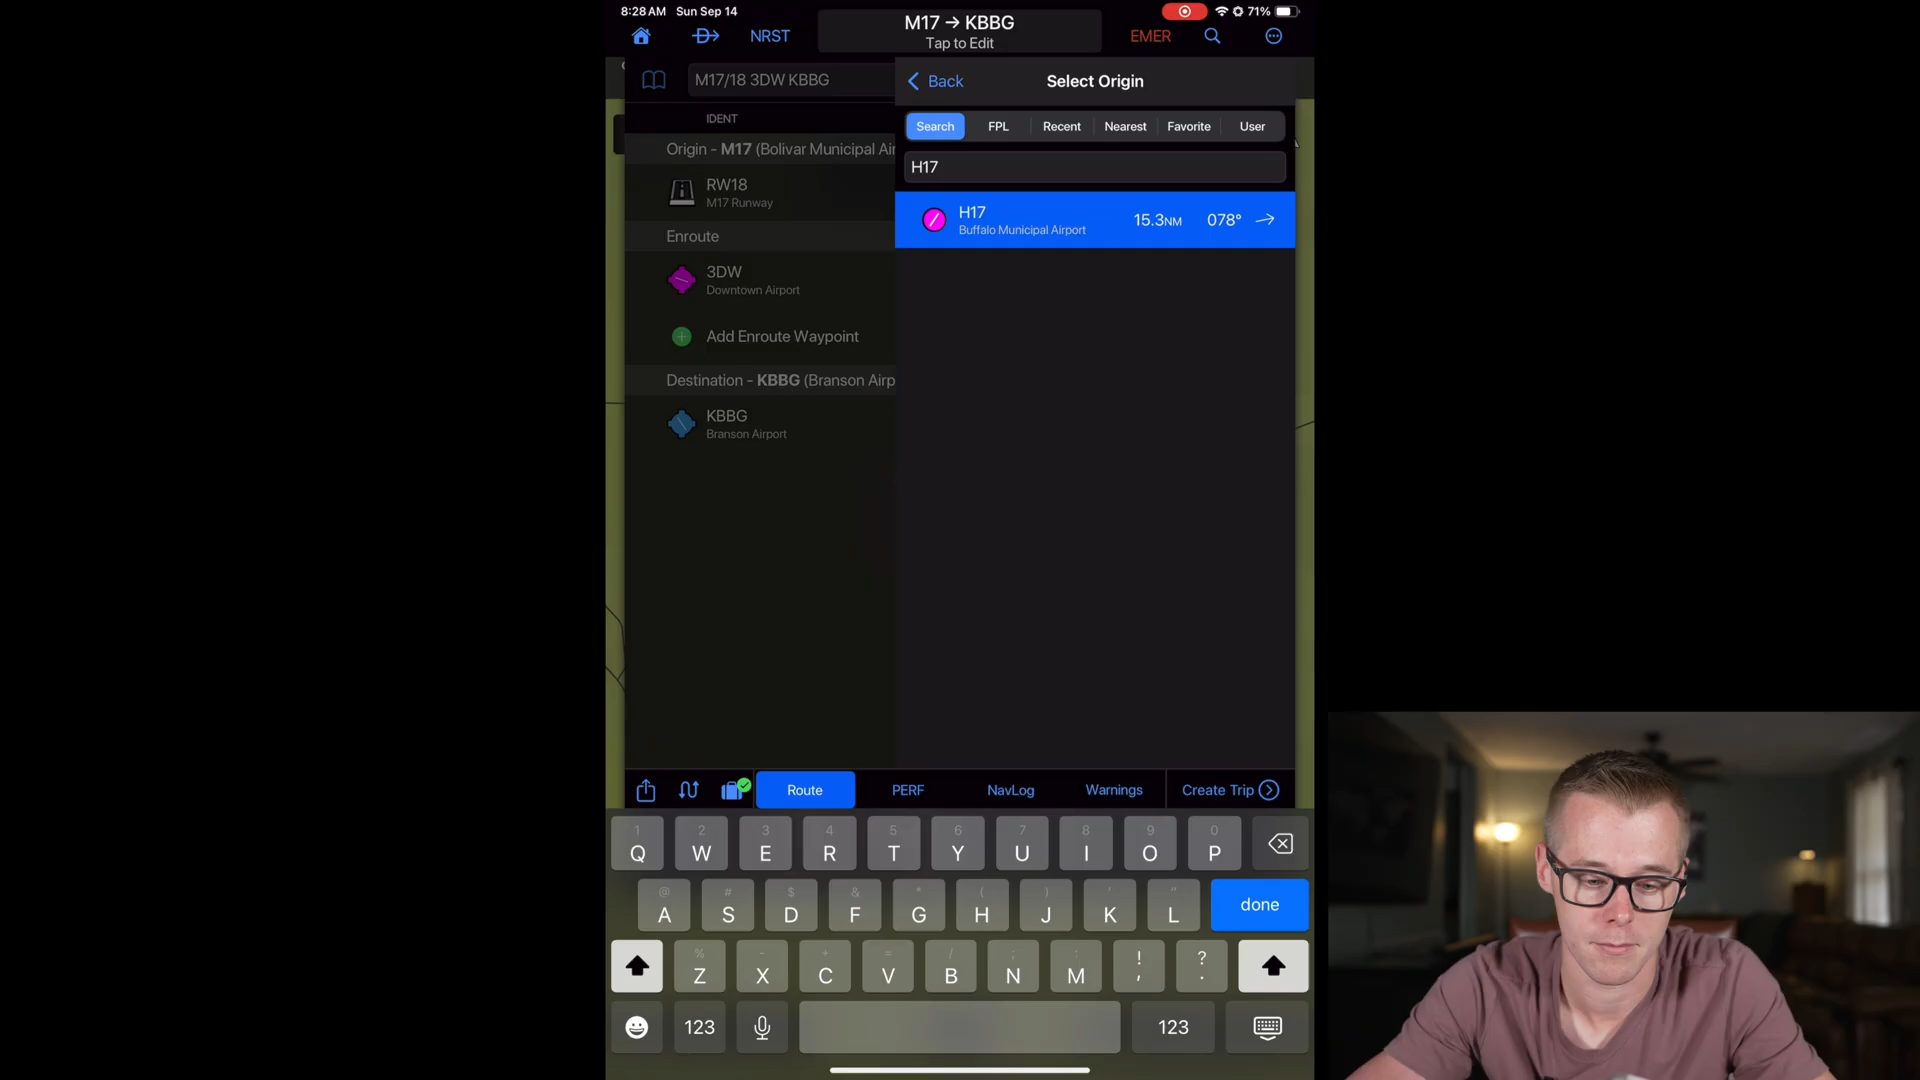 8:28 AM Sun Sep 14
71%
M17 → KBBG
Tap to Edit
NRST
EMER
M17/18 3DW KBBG
IDENT
Origin - M17 (Bolivar Municipal Air
RW18
M17 Runway
Enroute
3DW
Downtown Airport
Add Enroute Waypoint
Destination - KBBG (Branson Airp
KBBG
Branson Airport
Back
Select Origin
Search FPL Recent Nearest Favorite User
H17
H17
Buffalo Municipal Airport
15.3NM 078°
Route PERF NavLog Warnings Create Trip
1 2 3 4 5 6 7 8 9 0
Q W E R T Y U I O P
@ # $ & * ( ) ' "
A S D F G H J K L done
% - + = / ; : ! ?
Z X C V B N M , .
123 123